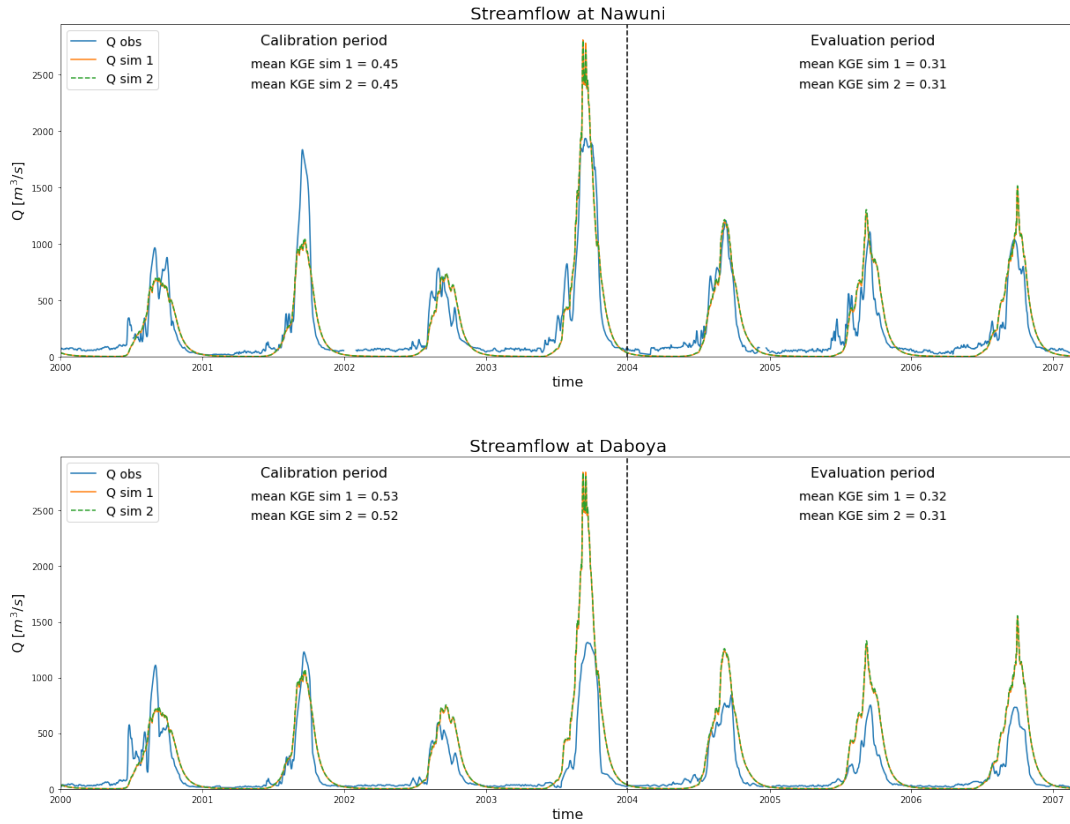 Streamflow at Nawuni
Q obs
Q sim 1
Q sim 2
Calibration period
mean KGE sim 1 = 0.45
mean KGE sim 2 = 0.45
Evaluation period
mean KGE sim 1 = 0.31
mean KGE sim 2 = 0.31
Q [m³/s]
2500
2000
1500
1000
500
0
2000 2001 2002 2003 2004 2005 2006 2007
time
Streamflow at Daboya
Q obs
Q sim 1
Q sim 2
Calibration period
mean KGE sim 1 = 0.53
mean KGE sim 2 = 0.52
Evaluation period
mean KGE sim 1 = 0.32
mean KGE sim 2 = 0.31
Q [m³/s]
2500
2000
1500
1000
500
0
2000 2001 2002 2003 2004 2005 2006 2007
time